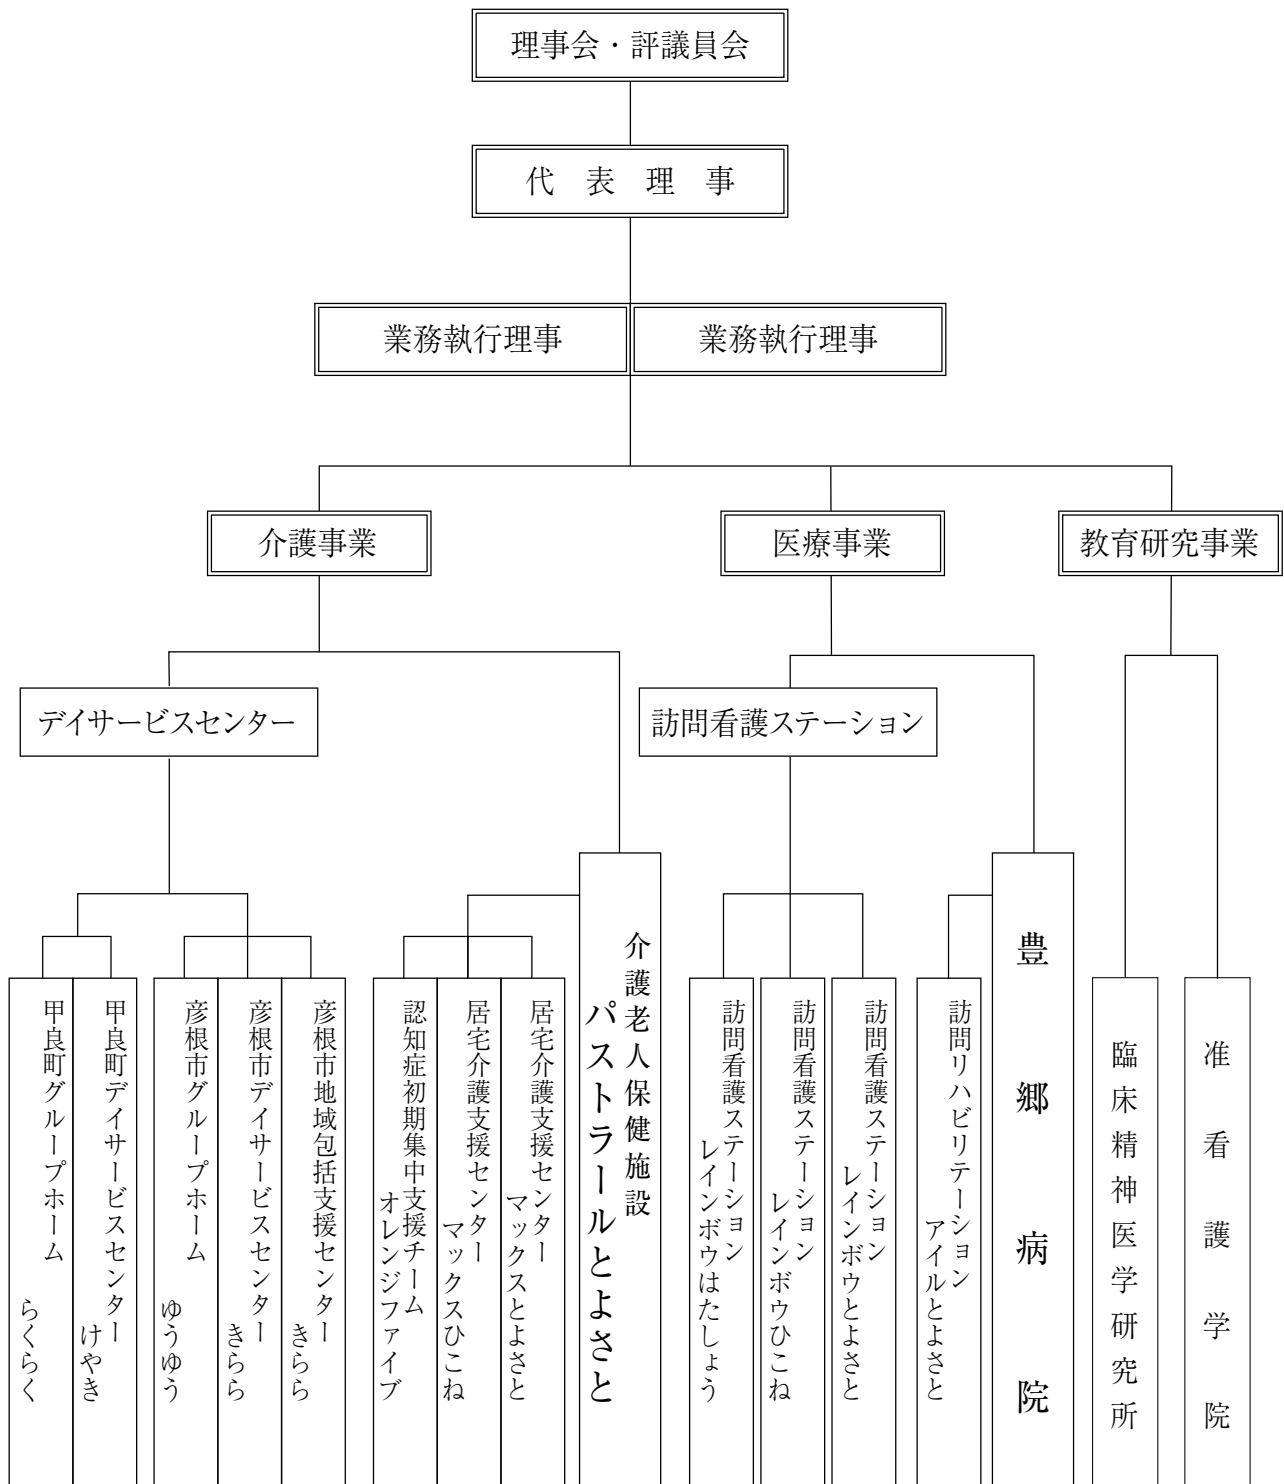 理事会・評議員会
代表理事
業務執行理事
業務執行理事
介護事業
医療事業
教育研究事業
デイサービスセンター
訪問看護ステーション
甲良町グループホーム
らくらく
甲良町デイサービスセンター
けやき
彦根市グループホーム
ゆうゆう
彦根市デイサービスセンター
きらら
彦根市地域包括支援センター
きらら
認知症初期集中支援チーム
オレンジファイブ
居宅介護支援センター
マックスひこね
居宅介護支援センター
マックスとよさと
介護老人保健施設
パストラールとよさと
訪問看護ステーション
レインボウはたしょう
訪問看護ステーション
レインボウひこね
訪問看護ステーション
レインボウとよさと
訪問リハビリテーション
アイルとよさと
豊郷病院
臨床精神医学研究所
准看護学院